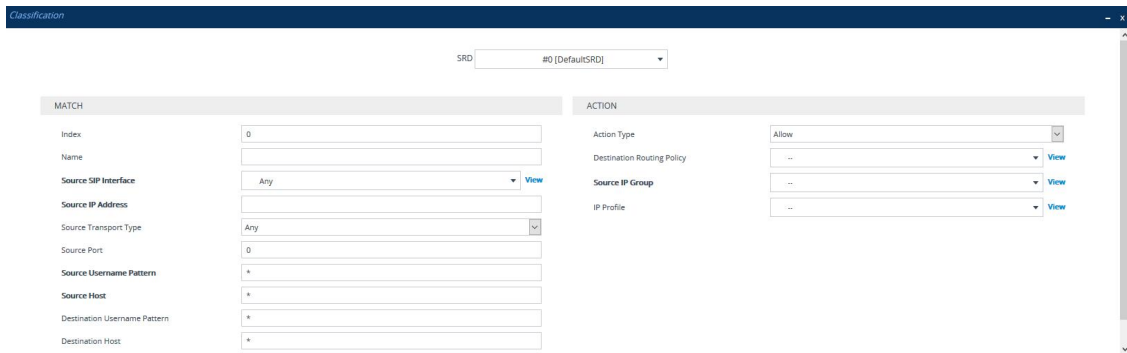 Classification
– x
SRD #0 [DefaultSRD]
MATCH
Index 0
Name
Source SIP Interface Any View
Source IP Address
Source Transport Type Any
Source Port 0
Source Username Pattern *
Source Host *
Destination Username Pattern *
Destination Host *
ACTION
Action Type Allow
Destination Routing Policy -- View
Source IP Group -- View
IP Profile -- View